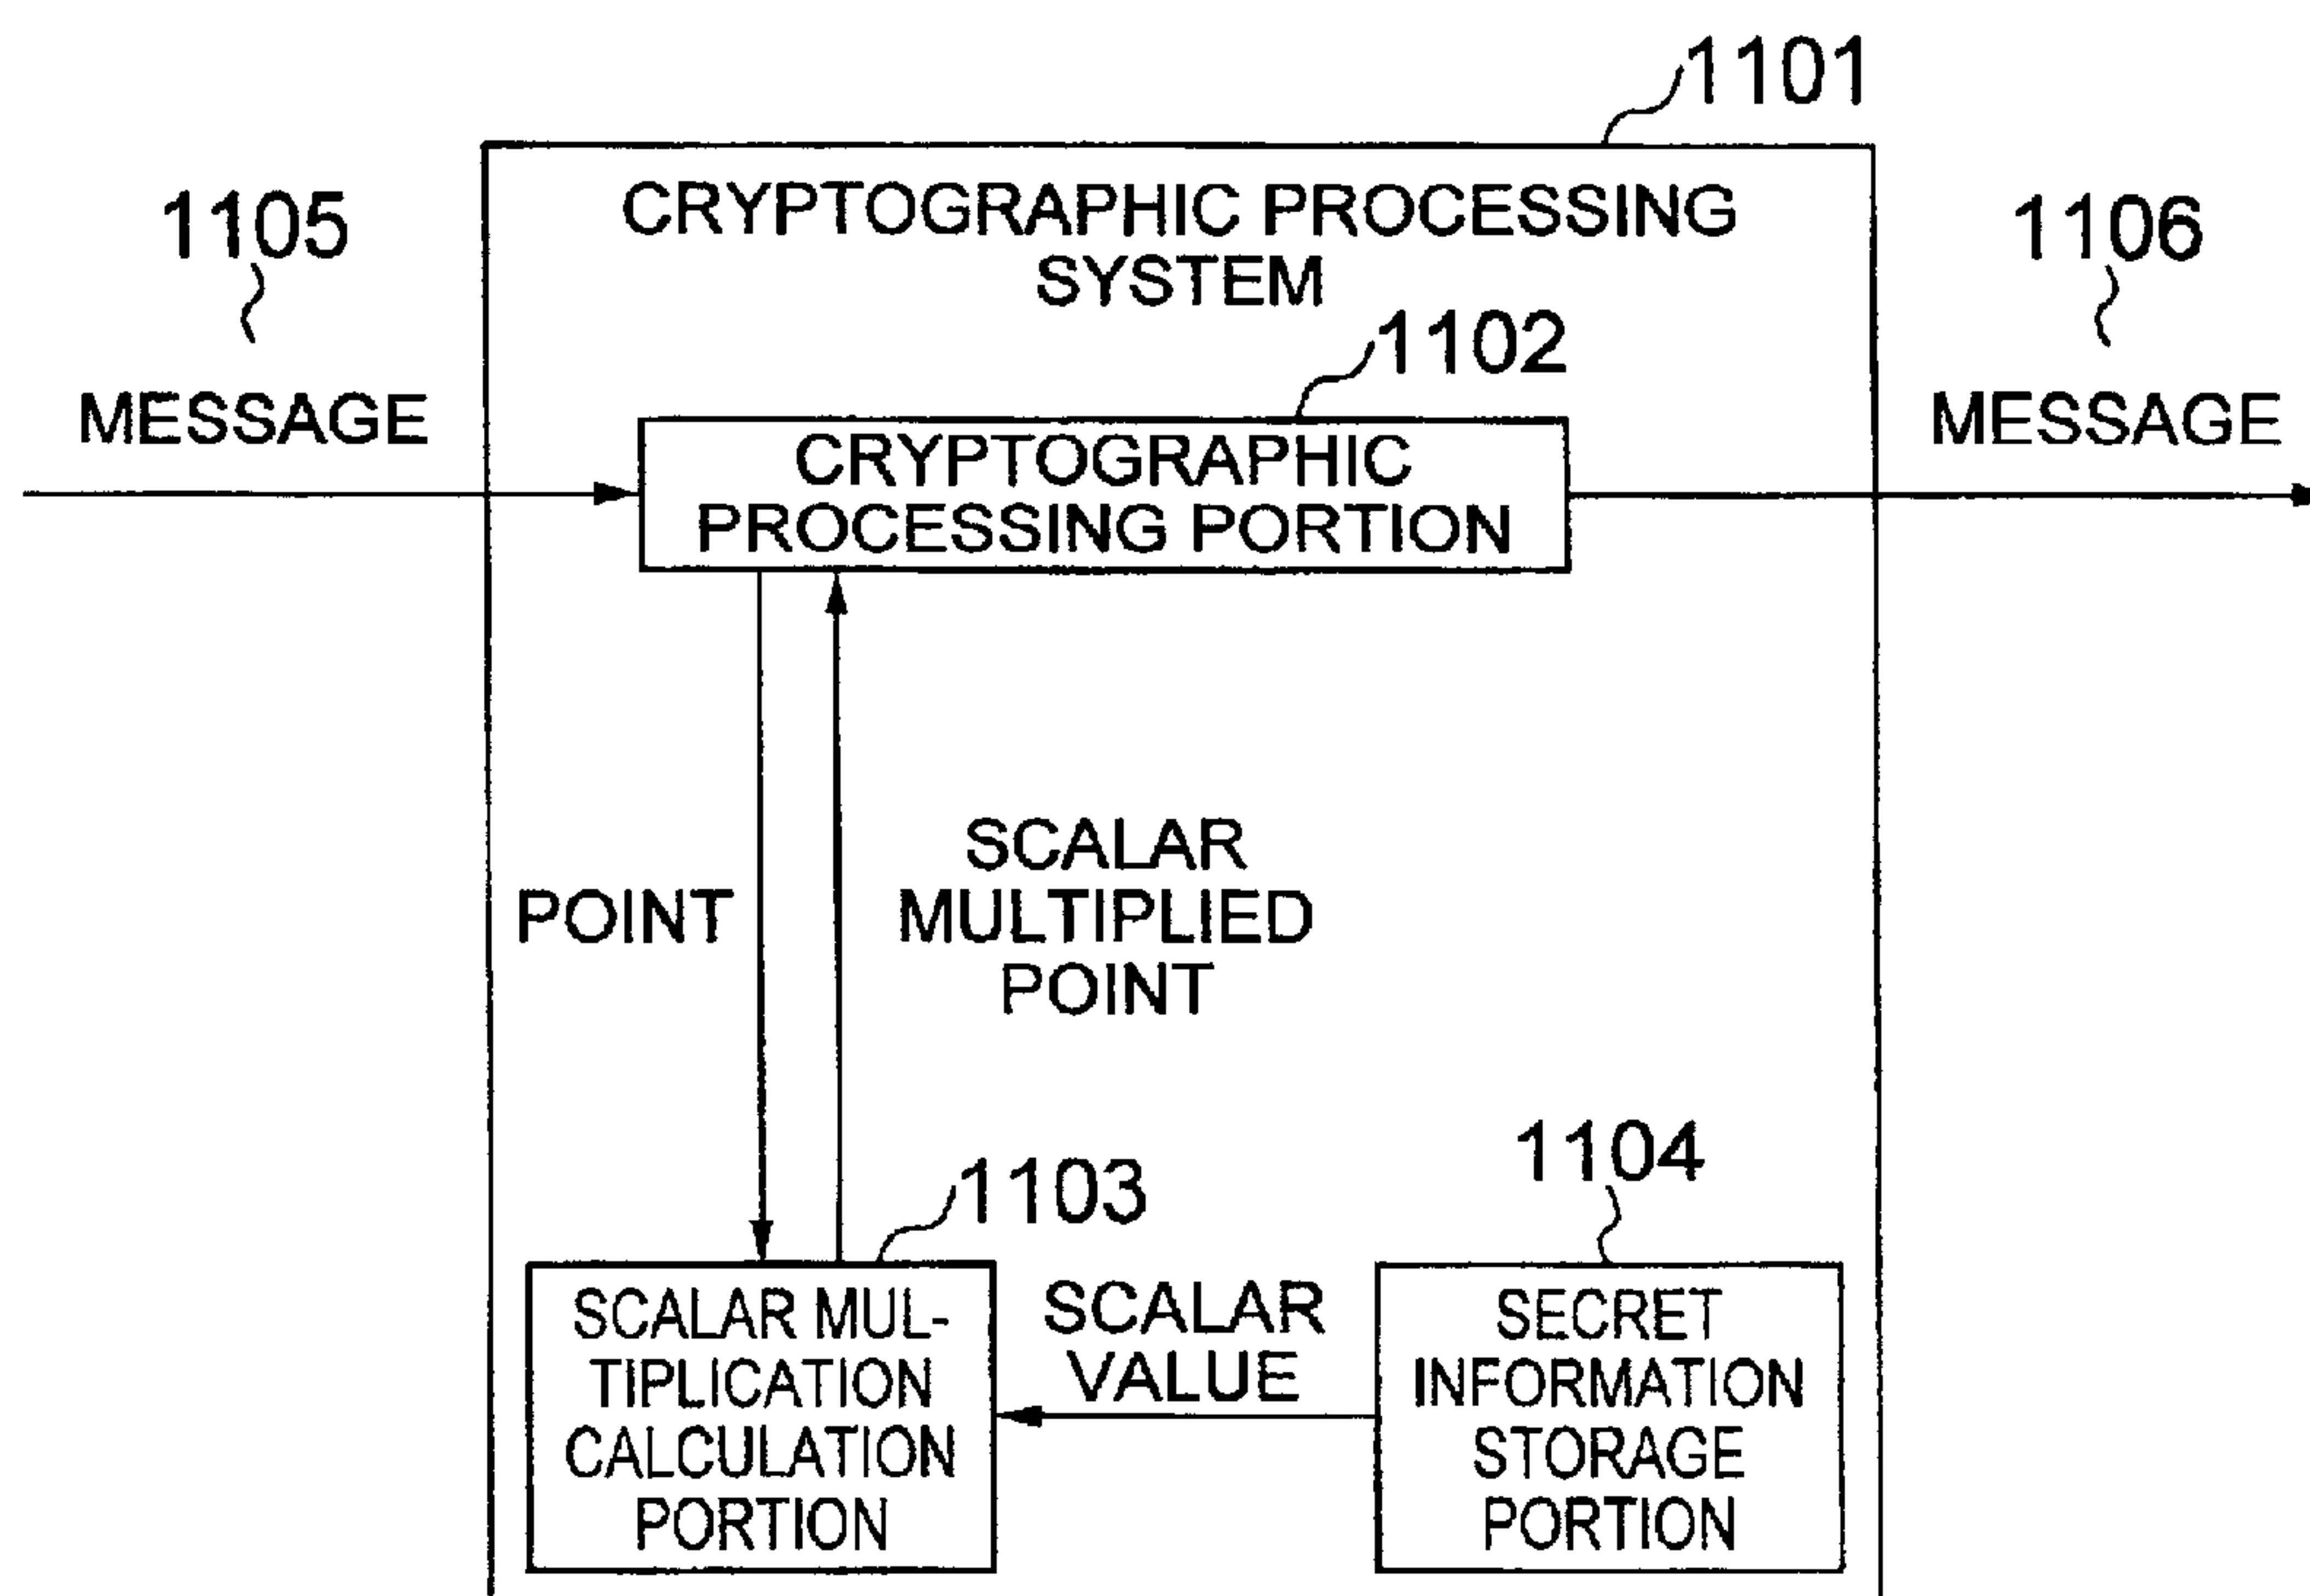 1101
CRYPTOGRAPHIC PROCESSING
SYSTEM
1105
1106
1102
MESSAGE
MESSAGE
CRYPTOGRAPHIC
PROCESSING PORTION
POINT
SCALAR
MULTIPLIED
POINT
1103
1104
SCALAR MUL-
TIPLICATION
CALCULATION
PORTION
SCALAR
VALUE
SECRET
INFORMATION
STORAGE
PORTION